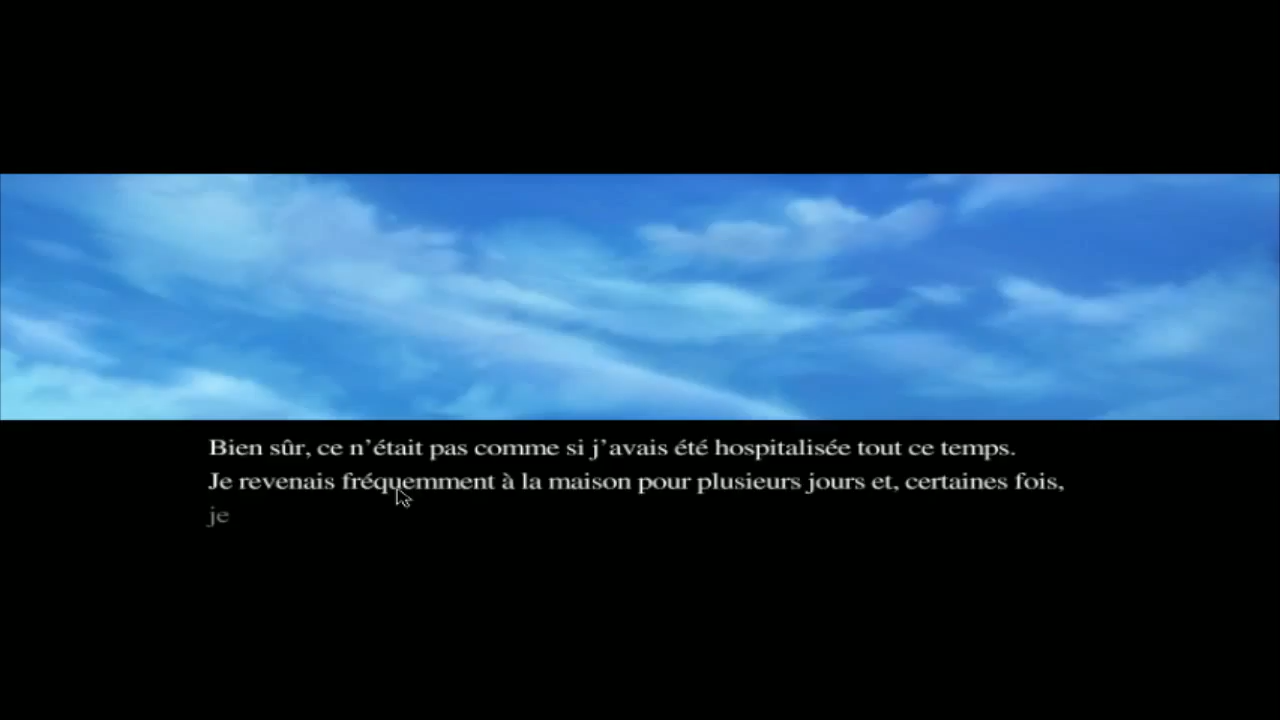 Bien sûr, ce n’était pas comme si j’avais été hospitalisée tout ce temps.
Je revenais fréquemment à la maison pour plusieurs jours et, certaines fois,
je